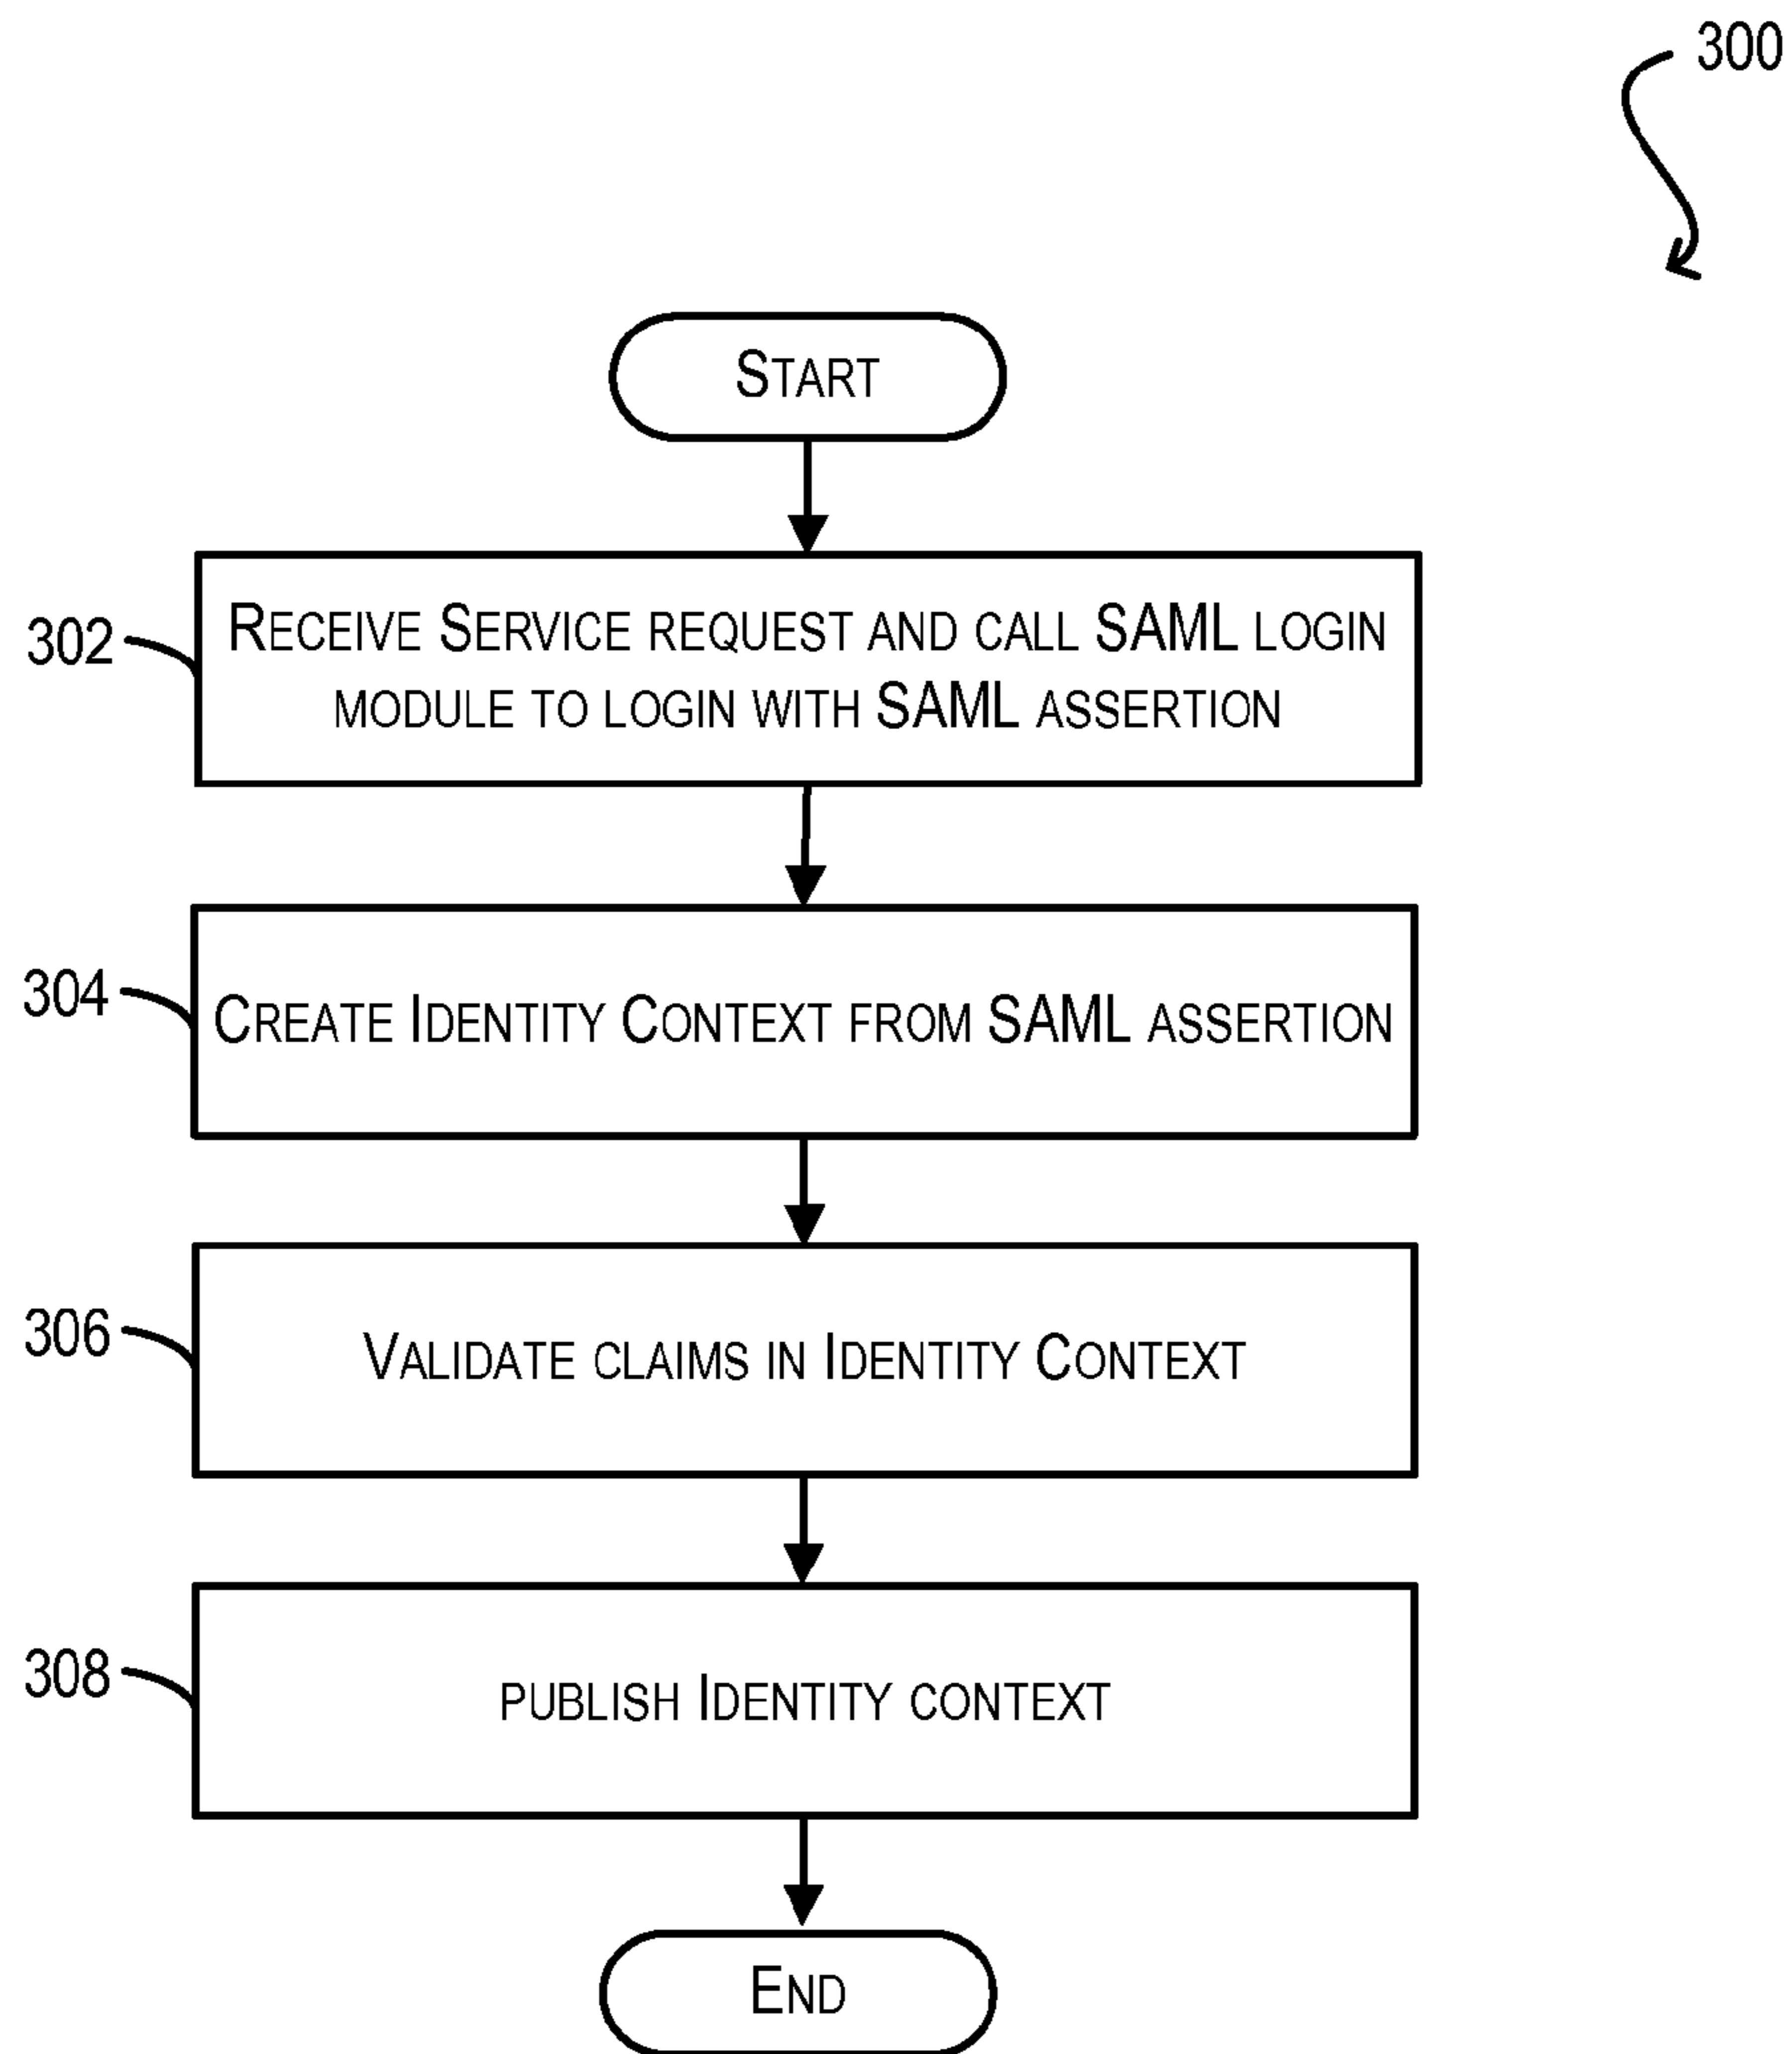 300
START
302
RECEIVE SERVICE REQUEST AND CALL SAML LOGIN
MODULE TO LOGIN WITH SAML ASSERTION
304
CREATE IDENTITY CONTEXT FROM SAML ASSERTION
306
VALIDATE CLAIMS IN IDENTITY CONTEXT
308
PUBLISH IDENTITY CONTEXT
END